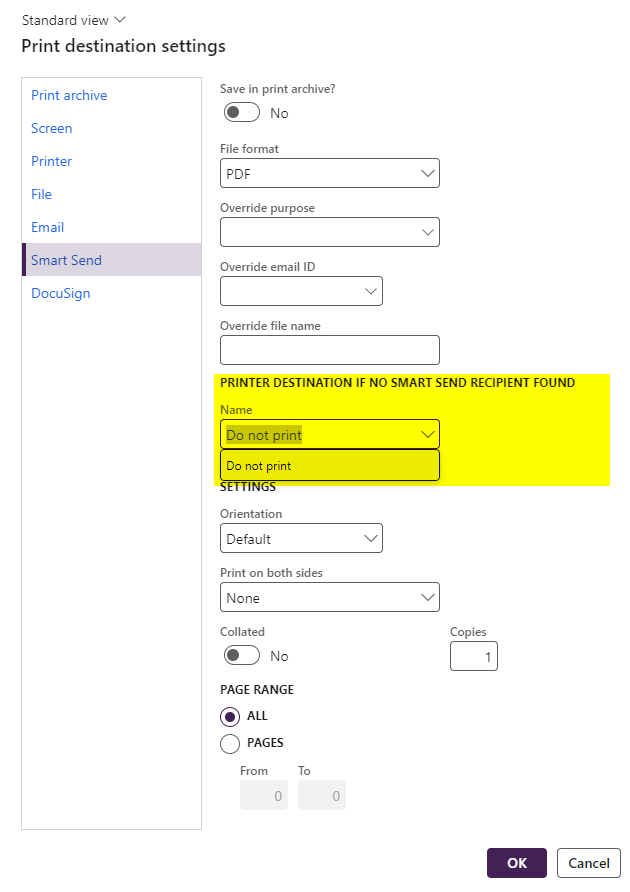 Standard view
Print destination settings
Print archive
Screen
Printer
File
Email
Smart Send
DocuSign
Save in print archive?
No
File format
PDF
Override purpose
Override email ID
Override file name
PRINTER DESTINATION IF NO SMART SEND RECIPIENT FOUND
Name
Do not print
Do not print
SETTINGS
Orientation
Default
Print on both sides
None
Collated Copies
No 1
PAGE RANGE
ALL
PAGES
From To
0 0
OK Cancel